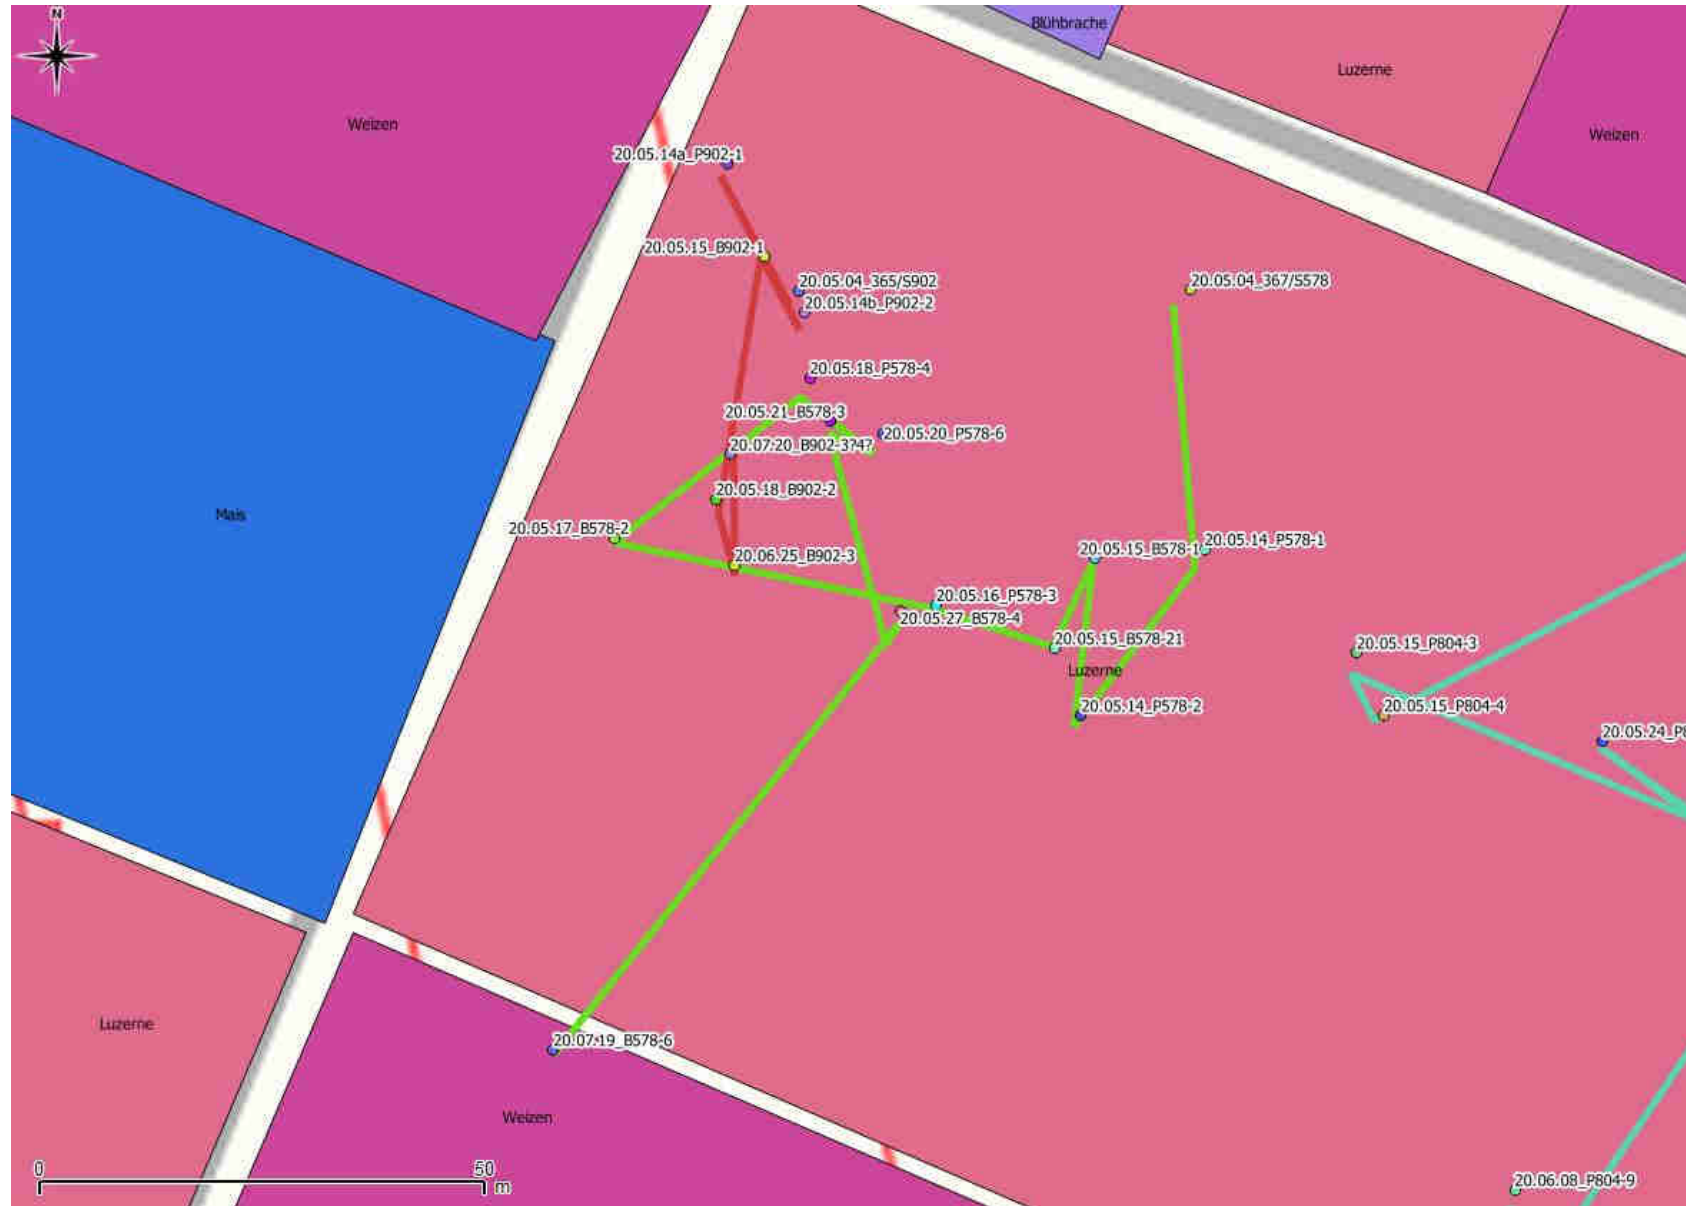 N
Blühbrache
Luzerne
Weizen
Weizen
20.05.14a_P902-1
20.05.15_B902-1
20.05.04_365/S902
20.05.04_367/S578
20.05.14b_P902-2
20.05.18_P578-4
20.05.21_B578-3
20.05.20_P578-6
20.07.20_B902-3?4?
20.05.18_B902-2
Mais
20.05.17_B578-2
20.05.14_P578-1
20.05.15_B578-1
20.06.25_B902-3
20.05.16_P578-3
20.05.27_B578-4
20.05.15_B578-21
20.05.15_P804-3
Luzerne
20.05.14_P578-2
20.05.15_P804-4
20.05.24_P8
Luzerne
20.07.19_B578-6
Weizen
0 50
m
20.06.08_P804-9